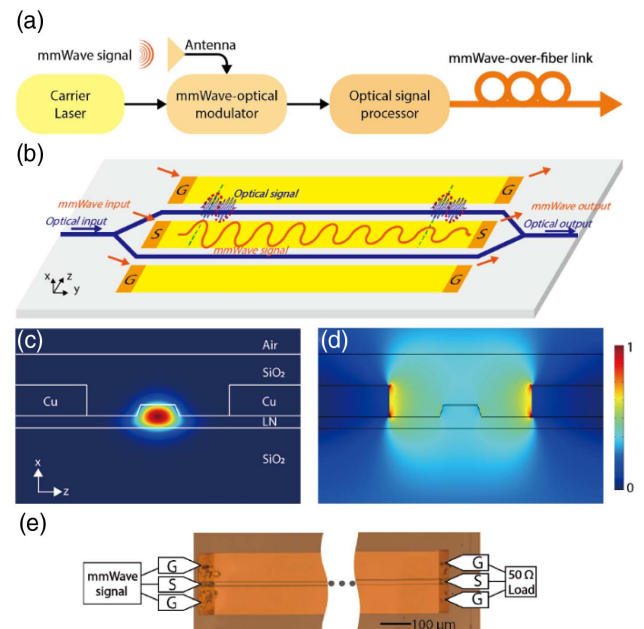 (a)
mmWave signal
Antenna
mmWave-over-fiber link
Carrier
Laser
mmWave-optical
modulator
Optical signal
processor
(b)
mmWave input
Optical input
G
S
G
Optical signal
mmWave signal
G
S
G
mmWave output
Optical output
x
z
y
(c)
Air
SiO₂
Cu
Cu
LN
SiO₂
x
z
(d)
1
0
(e)
mmWave
signal
G
S
G
G
S
G
50 Ω
Load
100 µm